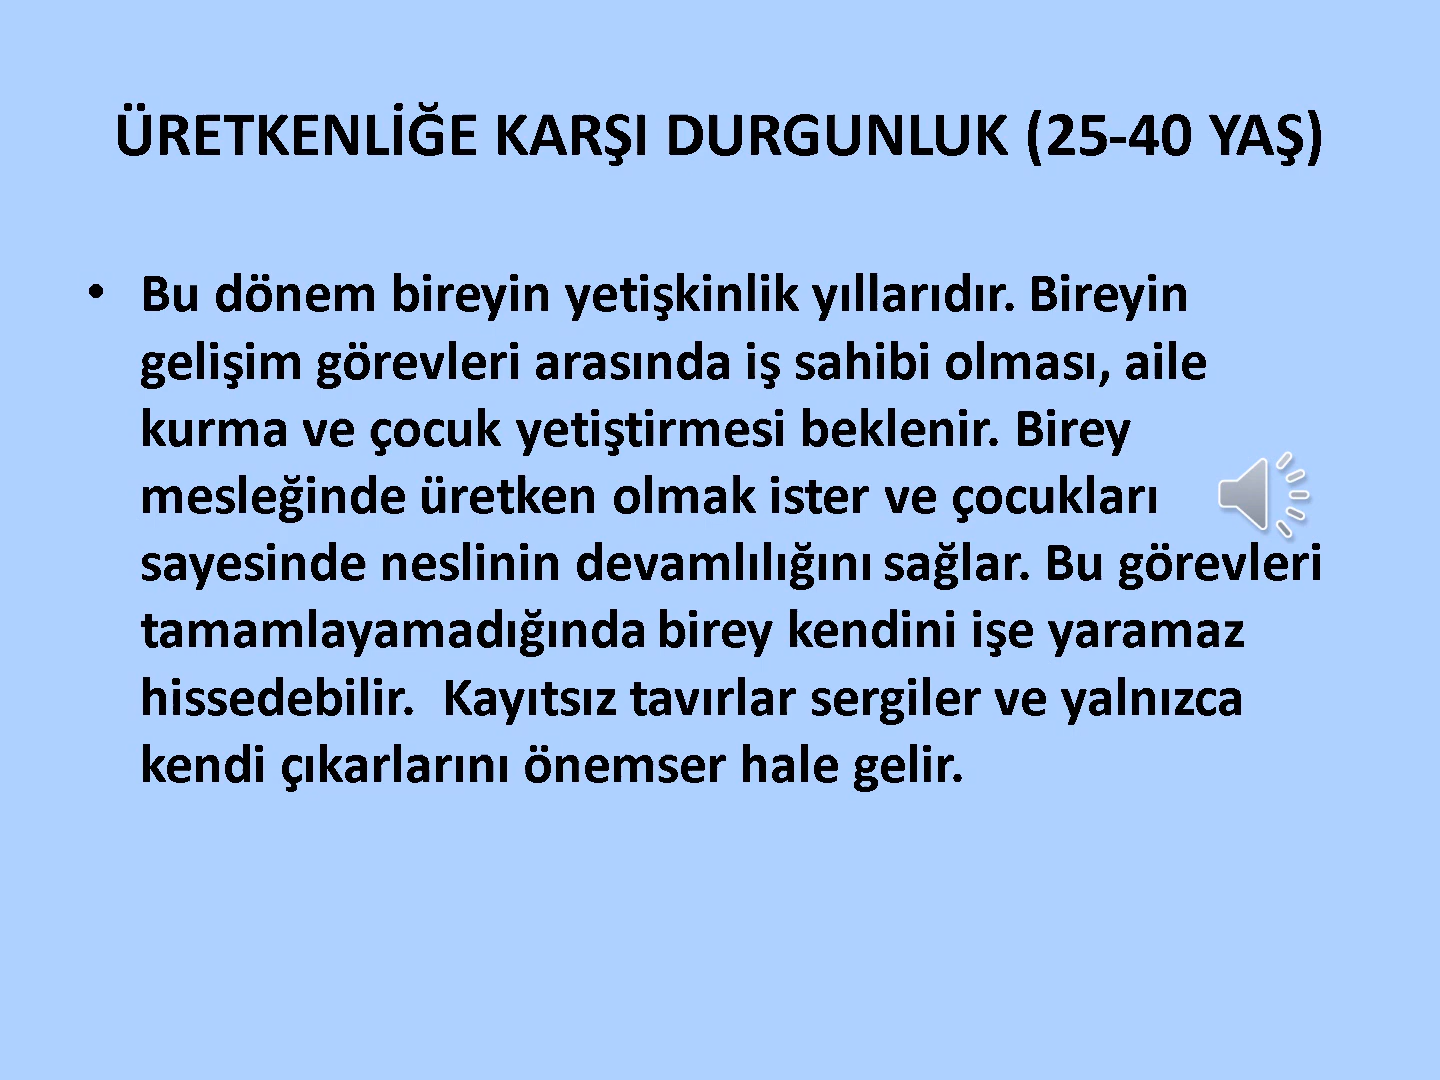 ÜRETKENLİĞE KARŞI DURGUNLUK (25-40 YAŞ)
• Bu dönem bireyin yetişkinlik yıllarıdır. Bireyin
gelişim görevleri arasında iş sahibi olması, aile
kurma ve çocuk yetiştirmesi beklenir. Birey
mesleğinde üretken olmak ister ve çocukları
sayesinde neslinin devamlılığını sağlar. Bu görevleri
tamamlayamadığında birey kendini işe yaramaz
hissedebilir.  Kayıtsız tavırlar sergiler ve yalnızca
kendi çıkarlarını önemser hale gelir.